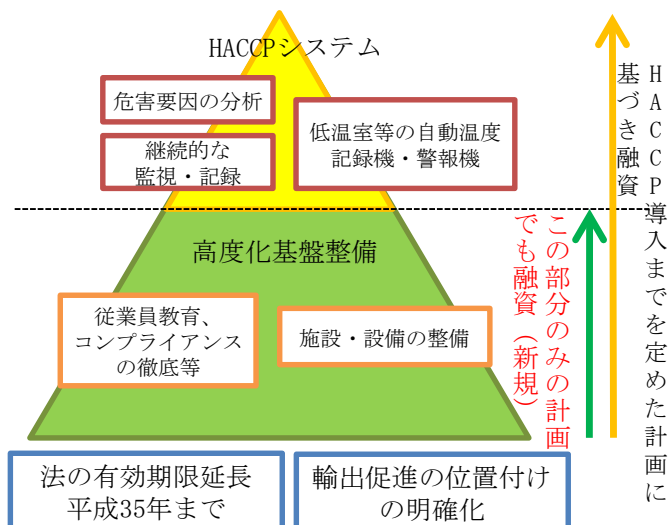 HACCPシステム
危害要因の分析
継続的な
監視・記録
低温室等の自動温度
記録機・警報機
高度化基盤整備
従業員教育、
コンプライアンス
の徹底等
施設・設備の整備
この部分のみの計画
でも融資（新規）
HACCP導入までを定めた計画に
基づき融資
法の有効期限延長
平成35年まで
輸出促進の位置付け
の明確化